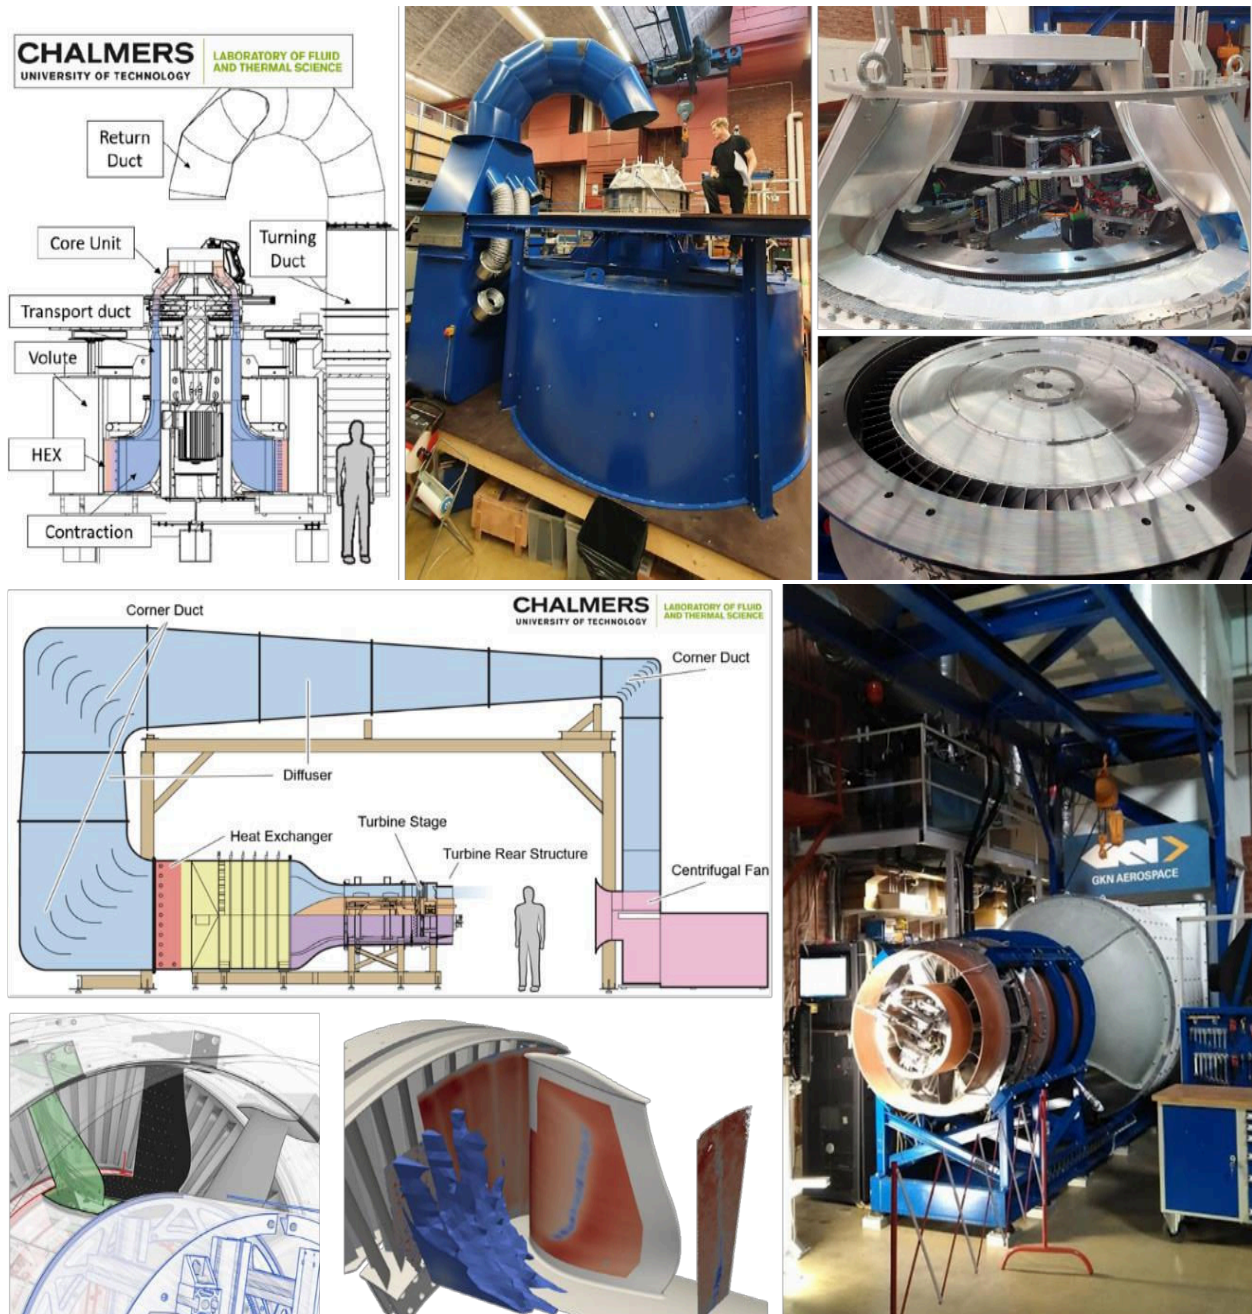 CHALMERS
UNIVERSITY OF TECHNOLOGY
LABORATORY OF FLUID
AND THERMAL SCIENCE
Return
Duct
Core Unit
Turning
Duct
Transport duct
Volute
HEX
Contraction
Corner Duct
CHALMERS
UNIVERSITY OF TECHNOLOGY
LABORATORY OF FLUID
AND THERMAL SCIENCE
Corner Duct
Diffuser
Heat Exchanger
Turbine Stage
Turbine Rear Structure
Centrifugal Fan
GKN AEROSPACE